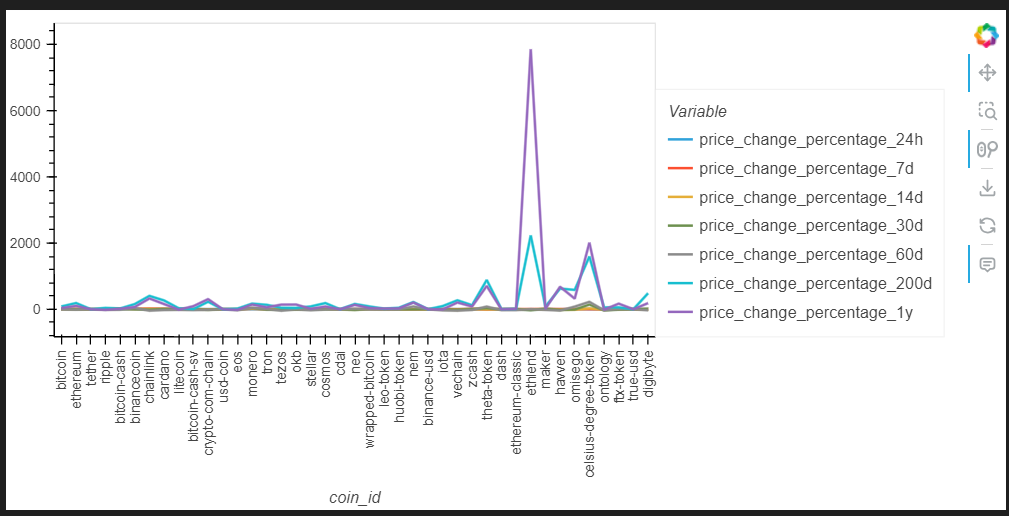 8000
6000
4000
2000
0
bitcoin
ethereum
tether
ripple
bitcoin-cash
binancecoin
chainlink
cardano
litecoin
bitcoin-cash-sv
crypto-com-chain
usd-coin
eos
monero
tron
tezos
okb
stellar
cosmos
cdai
neo
wrapped-bitcoin
leo-token
huobi-token
nem
binance-usd
iota
vechain
zcash
theta-token
dash
ethereum-classic
ethlend
maker
havven
omisego
celsius-degree-token
ontology
ftx-token
true-usd
digibyte
coin_id
Variable
price_change_percentage_24h
price_change_percentage_7d
price_change_percentage_14d
price_change_percentage_30d
price_change_percentage_60d
price_change_percentage_200d
price_change_percentage_1y